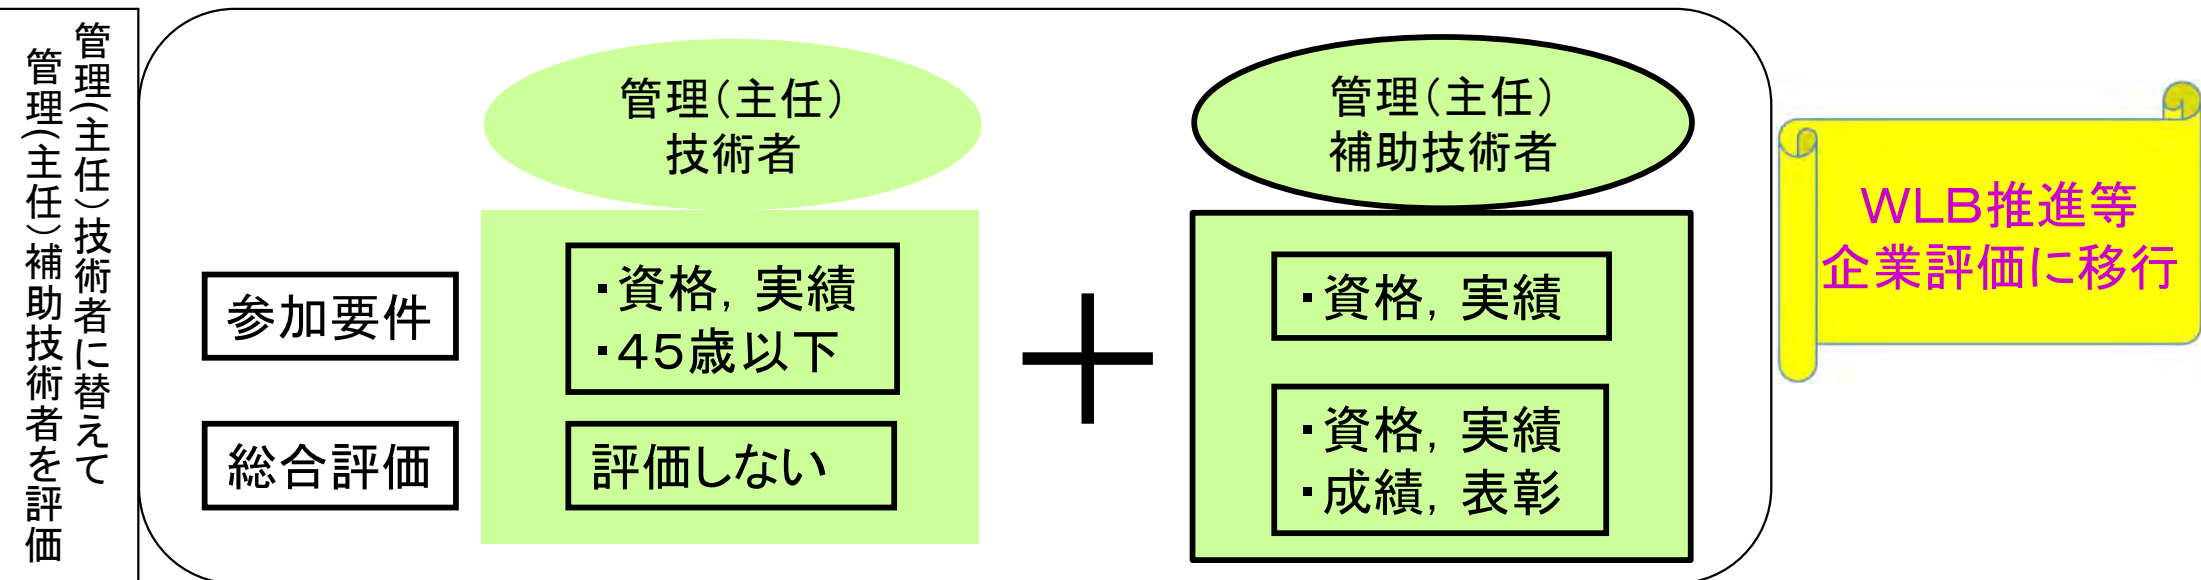 管理(主任)技術者に替えて
管理(主任)補助技術者を評価
管理(主任)
技術者
管理(主任)
補助技術者
参加要件
・資格,実績
・45歳以下
・資格,実績
総合評価
評価しない
・資格,実績
・成績,表彰
WLB推進等
企業評価に移行